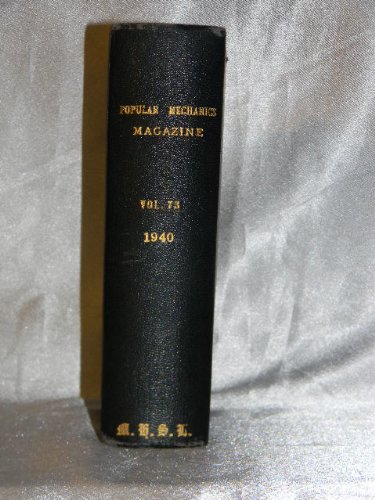 POPULAR MECHANICS
MAGAZINE
VOL. 73
1940
M. H. S. L.